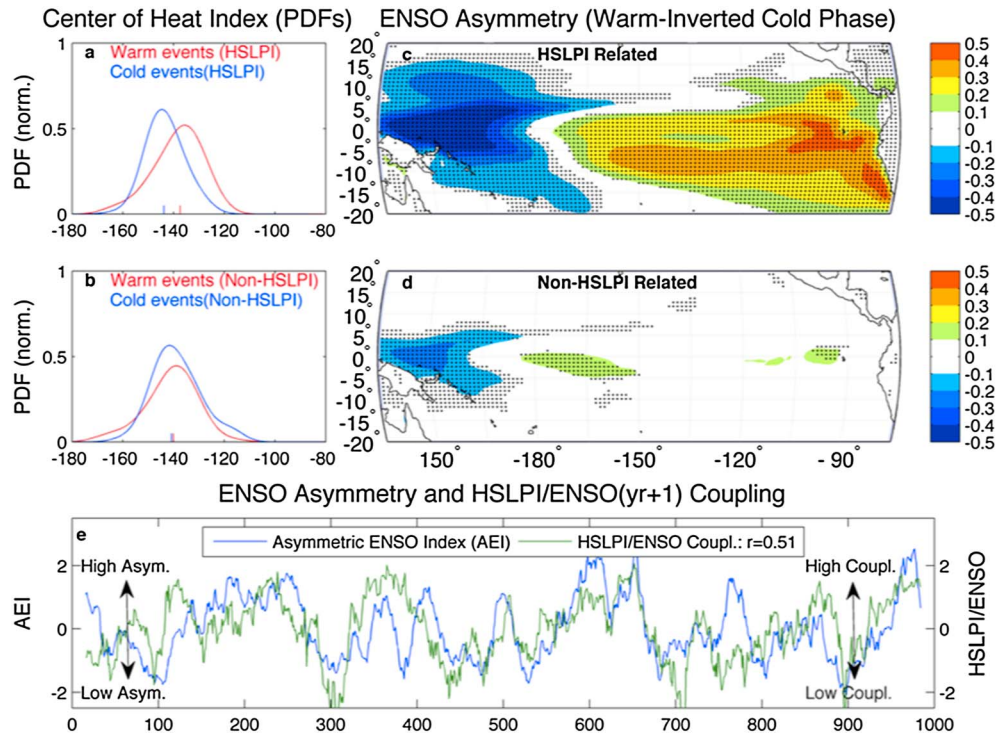 Center of Heat Index (PDFs)
ENSO Asymmetry (Warm-Inverted Cold Phase)
a
Warm events (HSLPI)
Cold events(HSLPI)
PDF (norm.)
1
0.5
0
-180 -160 -140 -120 -100 -80
c
HSLPI Related
20°
15°
10°
5°
0°
-5°
-10°
-15°
-20°
0.5
0.4
0.3
0.2
0.1
-0.1
-0.2
-0.3
-0.4
-0.5
b
Warm events (Non-HSLPI)
Cold events(Non-HSLPI)
PDF (norm.)
1
0.5
0
-180 -160 -140 -120 -100 -80
d
Non-HSLPI Related
20°
15°
10°
5°
0°
-5°
-10°
-15°
-20°
150° -180° -150° -120° - 90°
0.5
0.4
0.3
0.2
0.1
-0.1
-0.2
-0.3
-0.4
-0.5
ENSO Asymmetry and HSLPI/ENSO(yr+1) Coupling
e
Asymmetric ENSO Index (AEI)
HSLPI/ENSO Coupl.: r=0.51
High Asym.
Low Asym.
High Coupl.
Low Coupl.
AEI
2
0
-2
HSLPI/ENSO
2
0
-2
0 100 200 300 400 500 600 700 800 900 1000